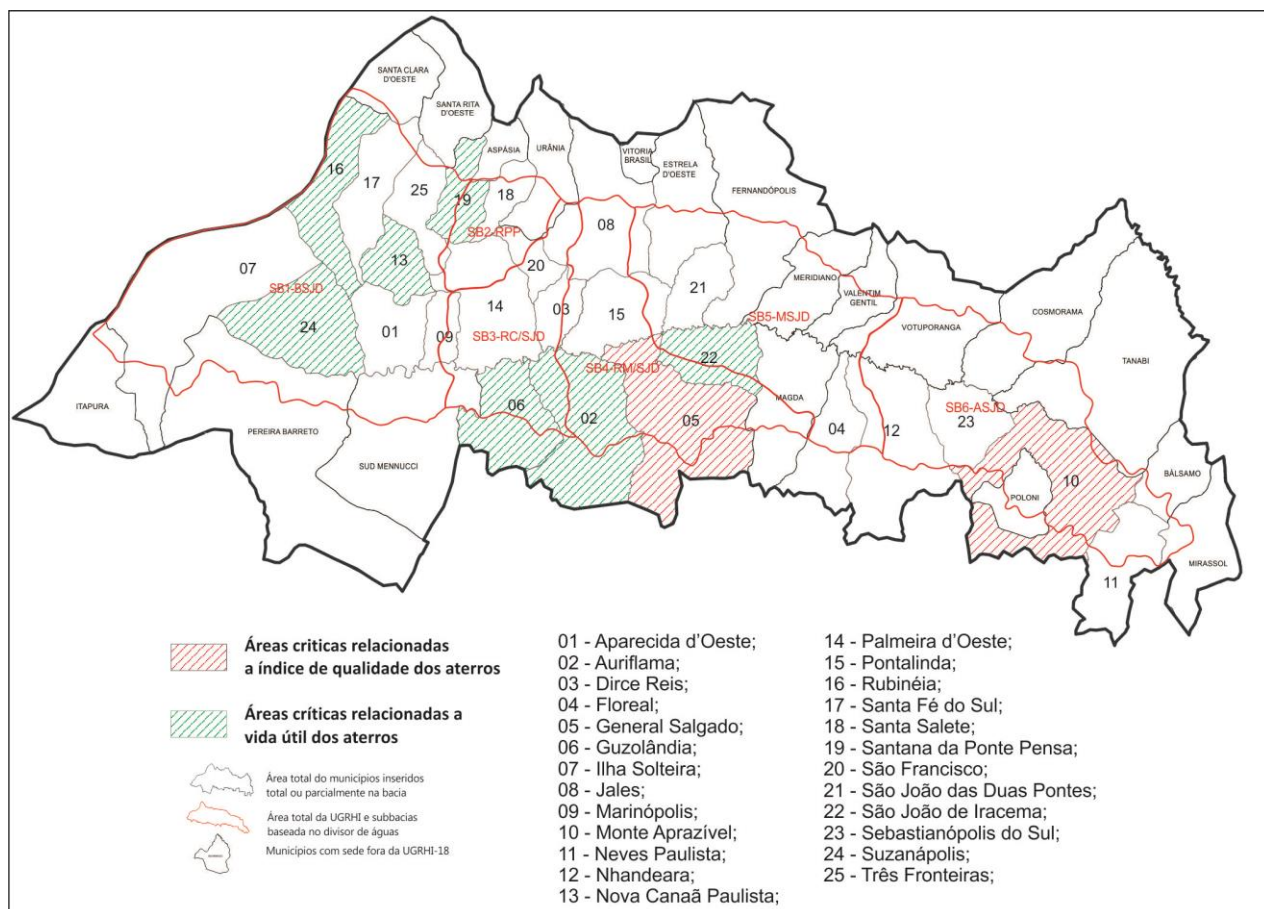 SANTA CLARA
D'OESTE
SANTA RITA
D'OESTE
ASPÁSIA
URÂNIA
VITORIA
BRASIL
ESTRELA
D'OESTE
FERNANDÓPOLIS
16
17
25
19
18
08
SB2-RPP
07
13
20
21
MERIDIANO
VALENTIM
GENTIL
COSMORAMA
SB1-BSJD
24
01
09
14
03
15
SB3-RC/SJD
SB5-MSJD
VOTUPORANGA
TANABI
22
SB4-RM/SJD
ITAPURA
PEREIRA BARRETO
SUD MENNUCCI
06
02
05
MAGDA
04
12
SB6-ASJD
23
10
POLONI
BÁLSAMO
MIRASSOL
11
Áreas criticas relacionadas
a índice de qualidade dos aterros
Áreas críticas relacionadas a
vida útil dos aterros
Área total do municípios inseridos
total ou parcialmente na bacia
Área total da UGRHI e subbacias
baseada no divisor de águas
Municípios com sede fora da UGRHI-18
01 - Aparecida d'Oeste;
02 - Auriflama;
03 - Dirce Reis;
04 - Floreal;
05 - General Salgado;
06 - Guzolândia;
07 - Ilha Solteira;
08 - Jales;
09 - Marinópolis;
10 - Monte Aprazível;
11 - Neves Paulista;
12 - Nhandeara;
13 - Nova Canaã Paulista;
14 - Palmeira d'Oeste;
15 - Pontalinda;
16 - Rubinéia;
17 - Santa Fé do Sul;
18 - Santa Salete;
19 - Santana da Ponte Pensa;
20 - São Francisco;
21 - São João das Duas Pontes;
22 - São João de Iracema;
23 - Sebastianópolis do Sul;
24 - Suzanápolis;
25 - Três Fronteiras;